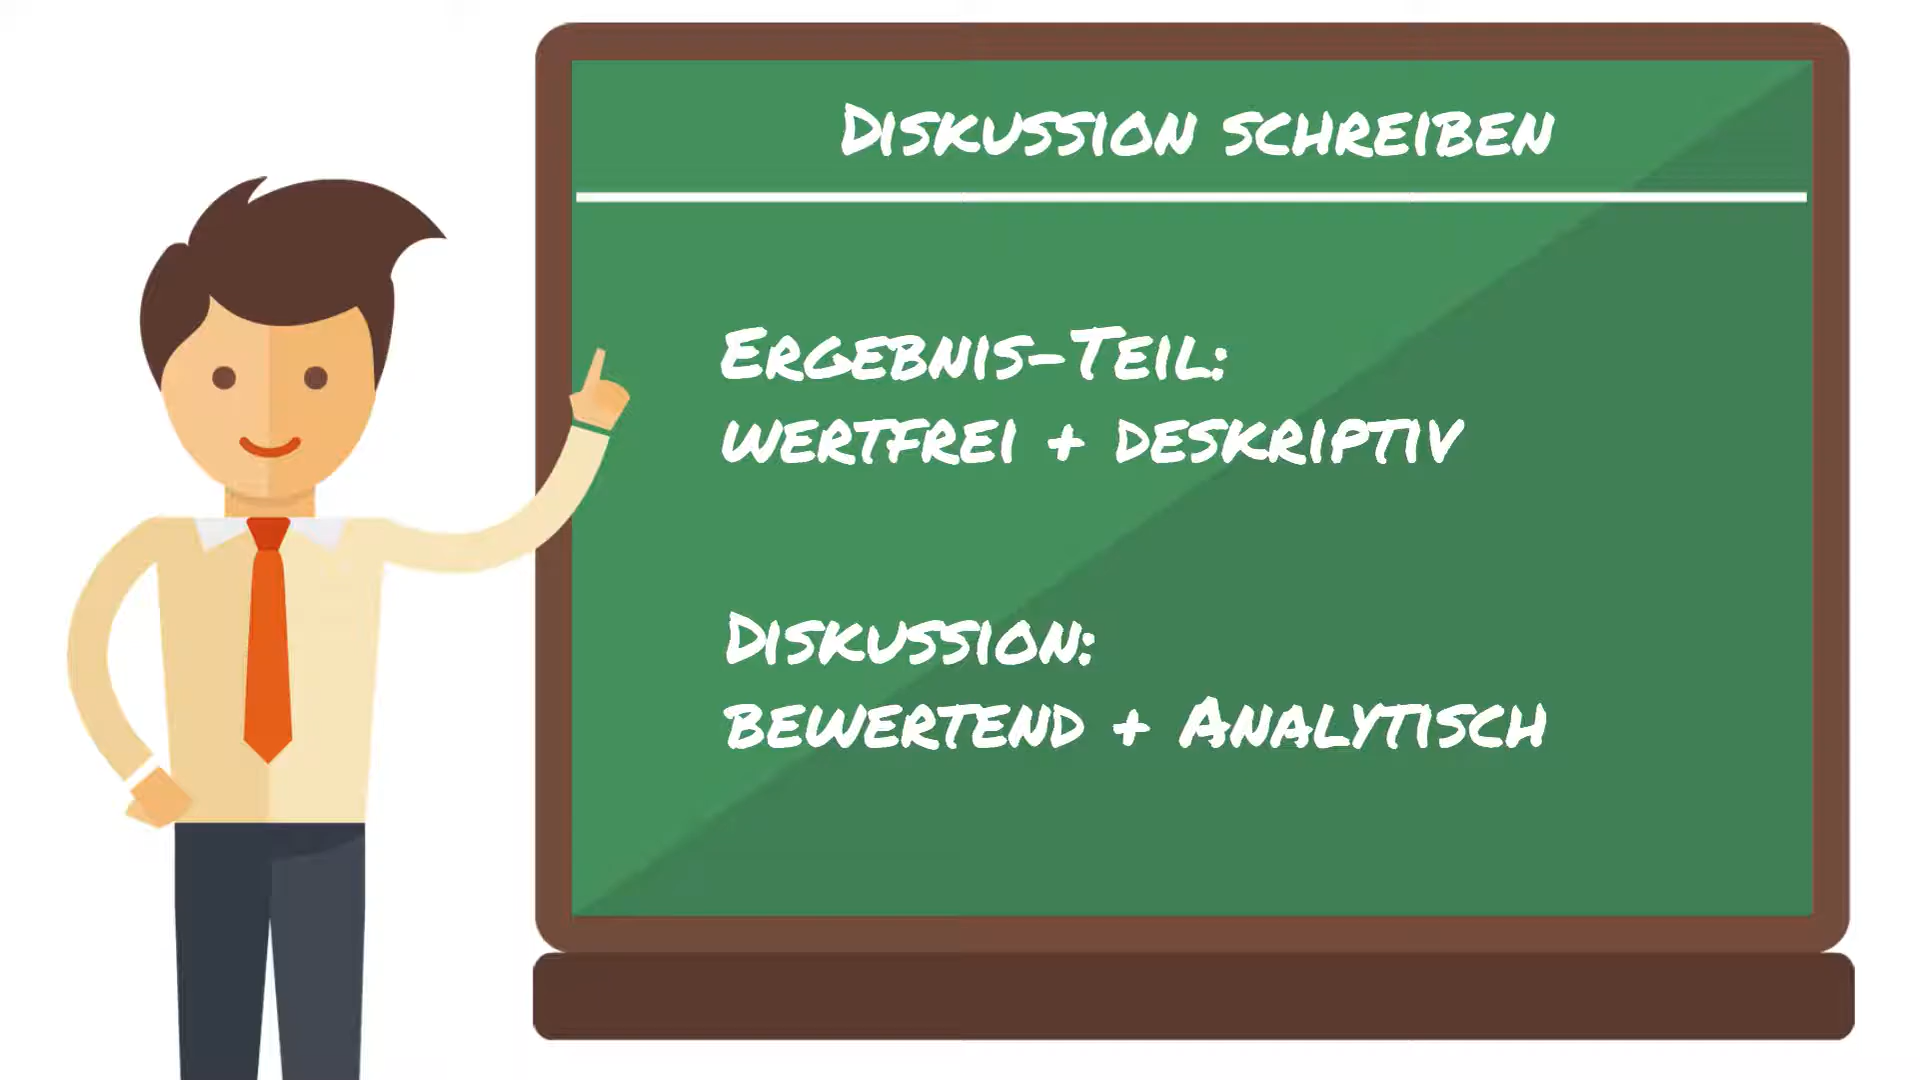 Diskussion schreiben
Ergebnis-Teil:
wertfrei + deskriptiv
Diskussion:
bewertend + Analytisch